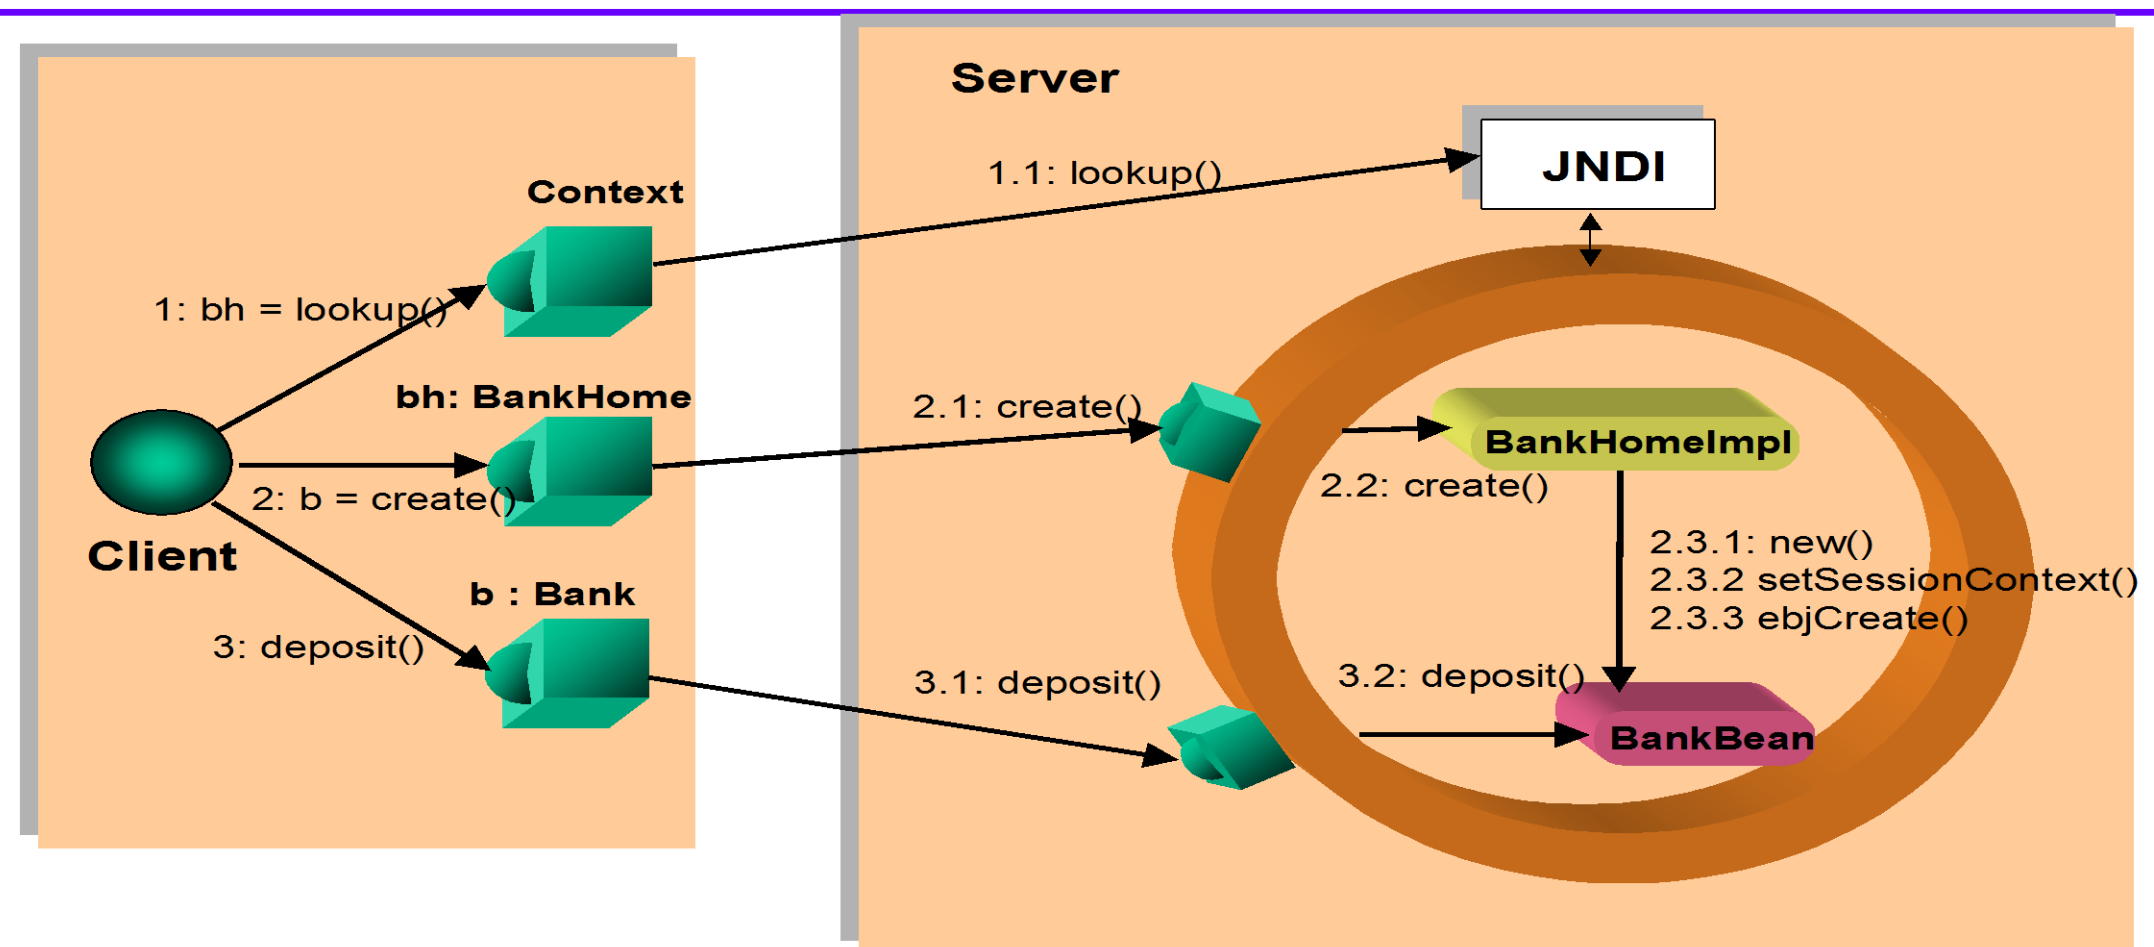 Server
JNDI
1.1: lookup()
Context
1: bh = lookup()
bh: BankHome
2.1: create()
BankHomeImpl
2: b = create()
2.2: create()
Client
2.3.1: new()
2.3.2 setSessionContext()
2.3.3 ebjCreate()
b : Bank
3: deposit()
3.1: deposit()
3.2: deposit()
BankBean